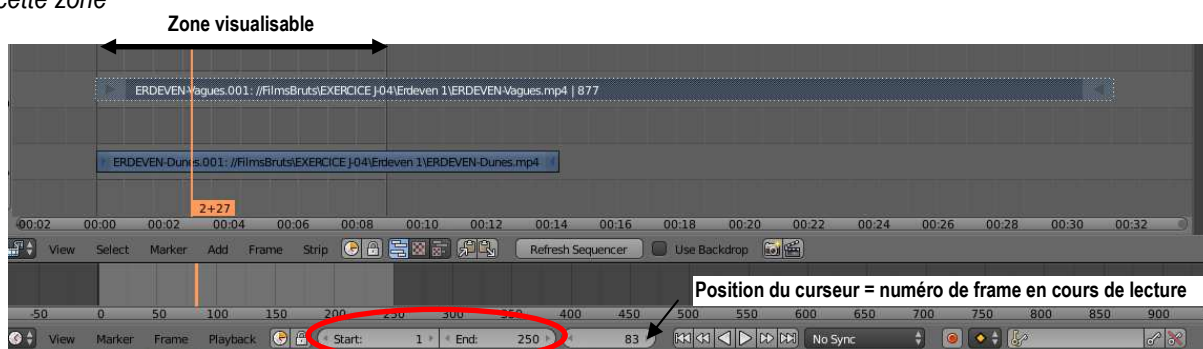 cette zone
Zone visualisable
ERDEVEN-Vagues.001: //FilmsBruts\EXERCICE J-04\Erdeven 1\ERDEVEN-Vagues.mp4 | 877
ERDEVEN-Dunes.001: //FilmsBruts\EXERCICE J-04\Erdeven 1\ERDEVEN-Dunes.mp4
2+27
00:02 00:00 00:02 00:04 00:06 00:08 00:10 00:12 00:14 00:16 00:18 00:20 00:22 00:24 00:26 00:28 00:30 00:32
View Select Marker Add Frame Strip Refresh Sequencer Use Backdrop
Position du curseur = numéro de frame en cours de lecture
-50 0 50 100 150 200 250 300 350 400 450 500 550 600 650 700 750 800 850 900
View Marker Frame Playback Start: 1 End: 250 83 No Sync